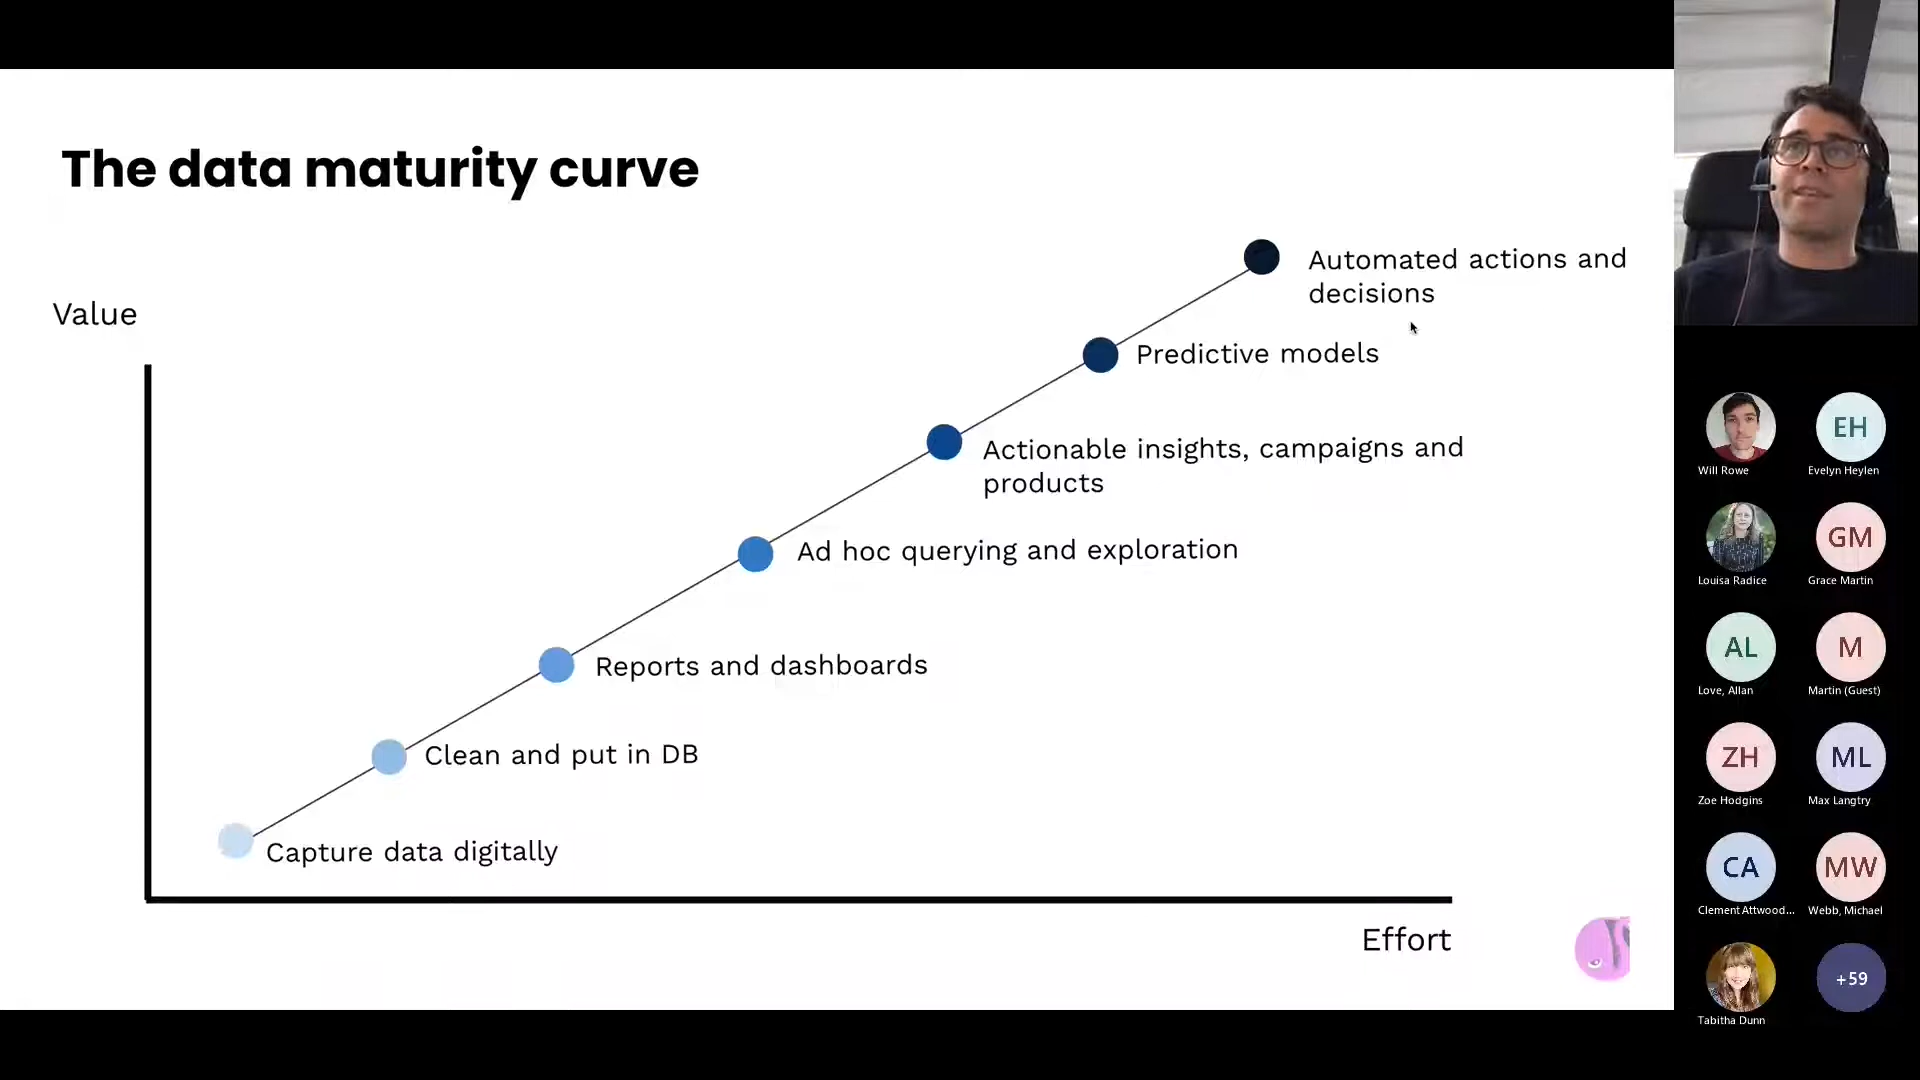 The data maturity curve
Value
Automated actions and
decisions
Predictive models
Actionable insights, campaigns and
products
Ad hoc querying and exploration
Reports and dashboards
Clean and put in DB
Capture data digitally
Effort
EH
Will Rowe
Evelyn Heylen
GM
Louisa Radice
Grace Martin
AL
M
Love, Allan
Martin (Guest)
ZH
ML
Zoe Hodgins
Max Langtry
CA
MW
Clement Attwood...
Webb, Michael
+59
Tabitha Dunn